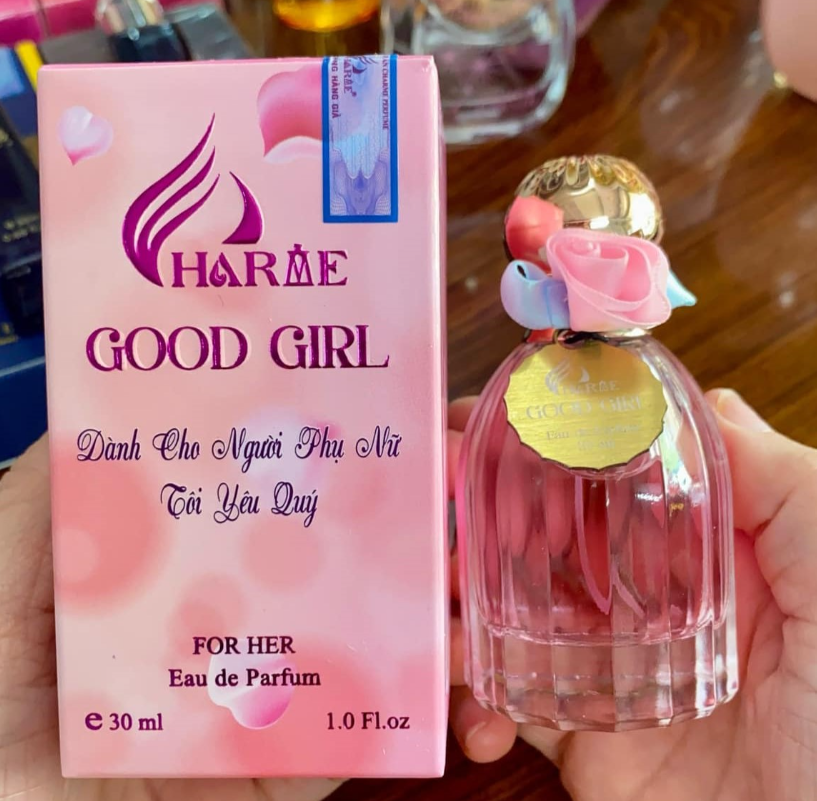 CHARME
GOOD GIRL
Dành Cho Người Phụ Nữ
Tôi Yêu Quý
FOR HER
Eau de Parfum
e 30 ml 1.0 Fl.oz
CHARME
GOOD GIRL